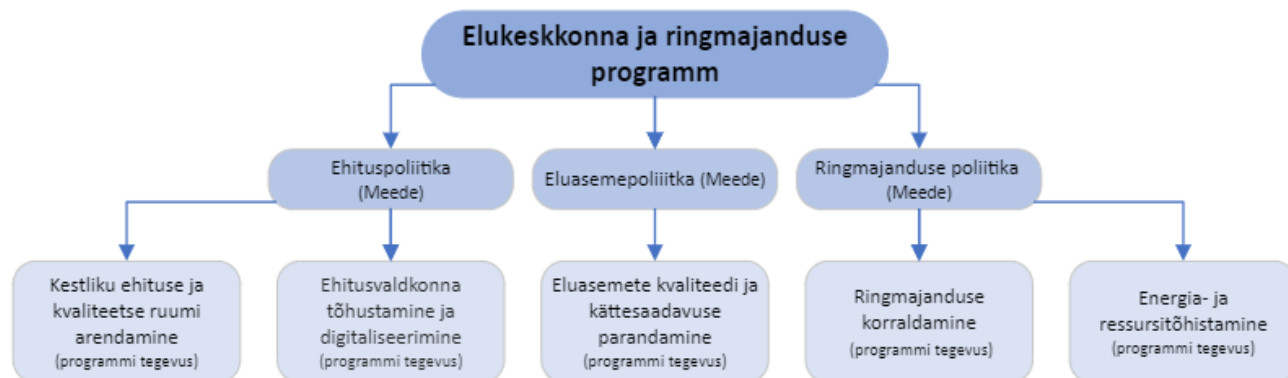 Elukeskkonna ja ringmajanduse
programm
Ehituspoliitika
(Meede)
Eluasemepoliiitka (Meede)
Ringmajanduse poliitika
(Meede)
Kestliku ehituse ja
kvaliteetse ruumi
arendamine
(programmi tegevus)
Ehitusvaldkonna
tõhustamine ja
digitaliseerimine
(programmi tegevus)
Eluasemete kvaliteedi ja
kättesaadavuse
parandamine
(programmi tegevus)
Ringmajanduse
korraldamine
(programmi tegevus)
Energia- ja
ressursitõhistamine
(programmi tegevus)